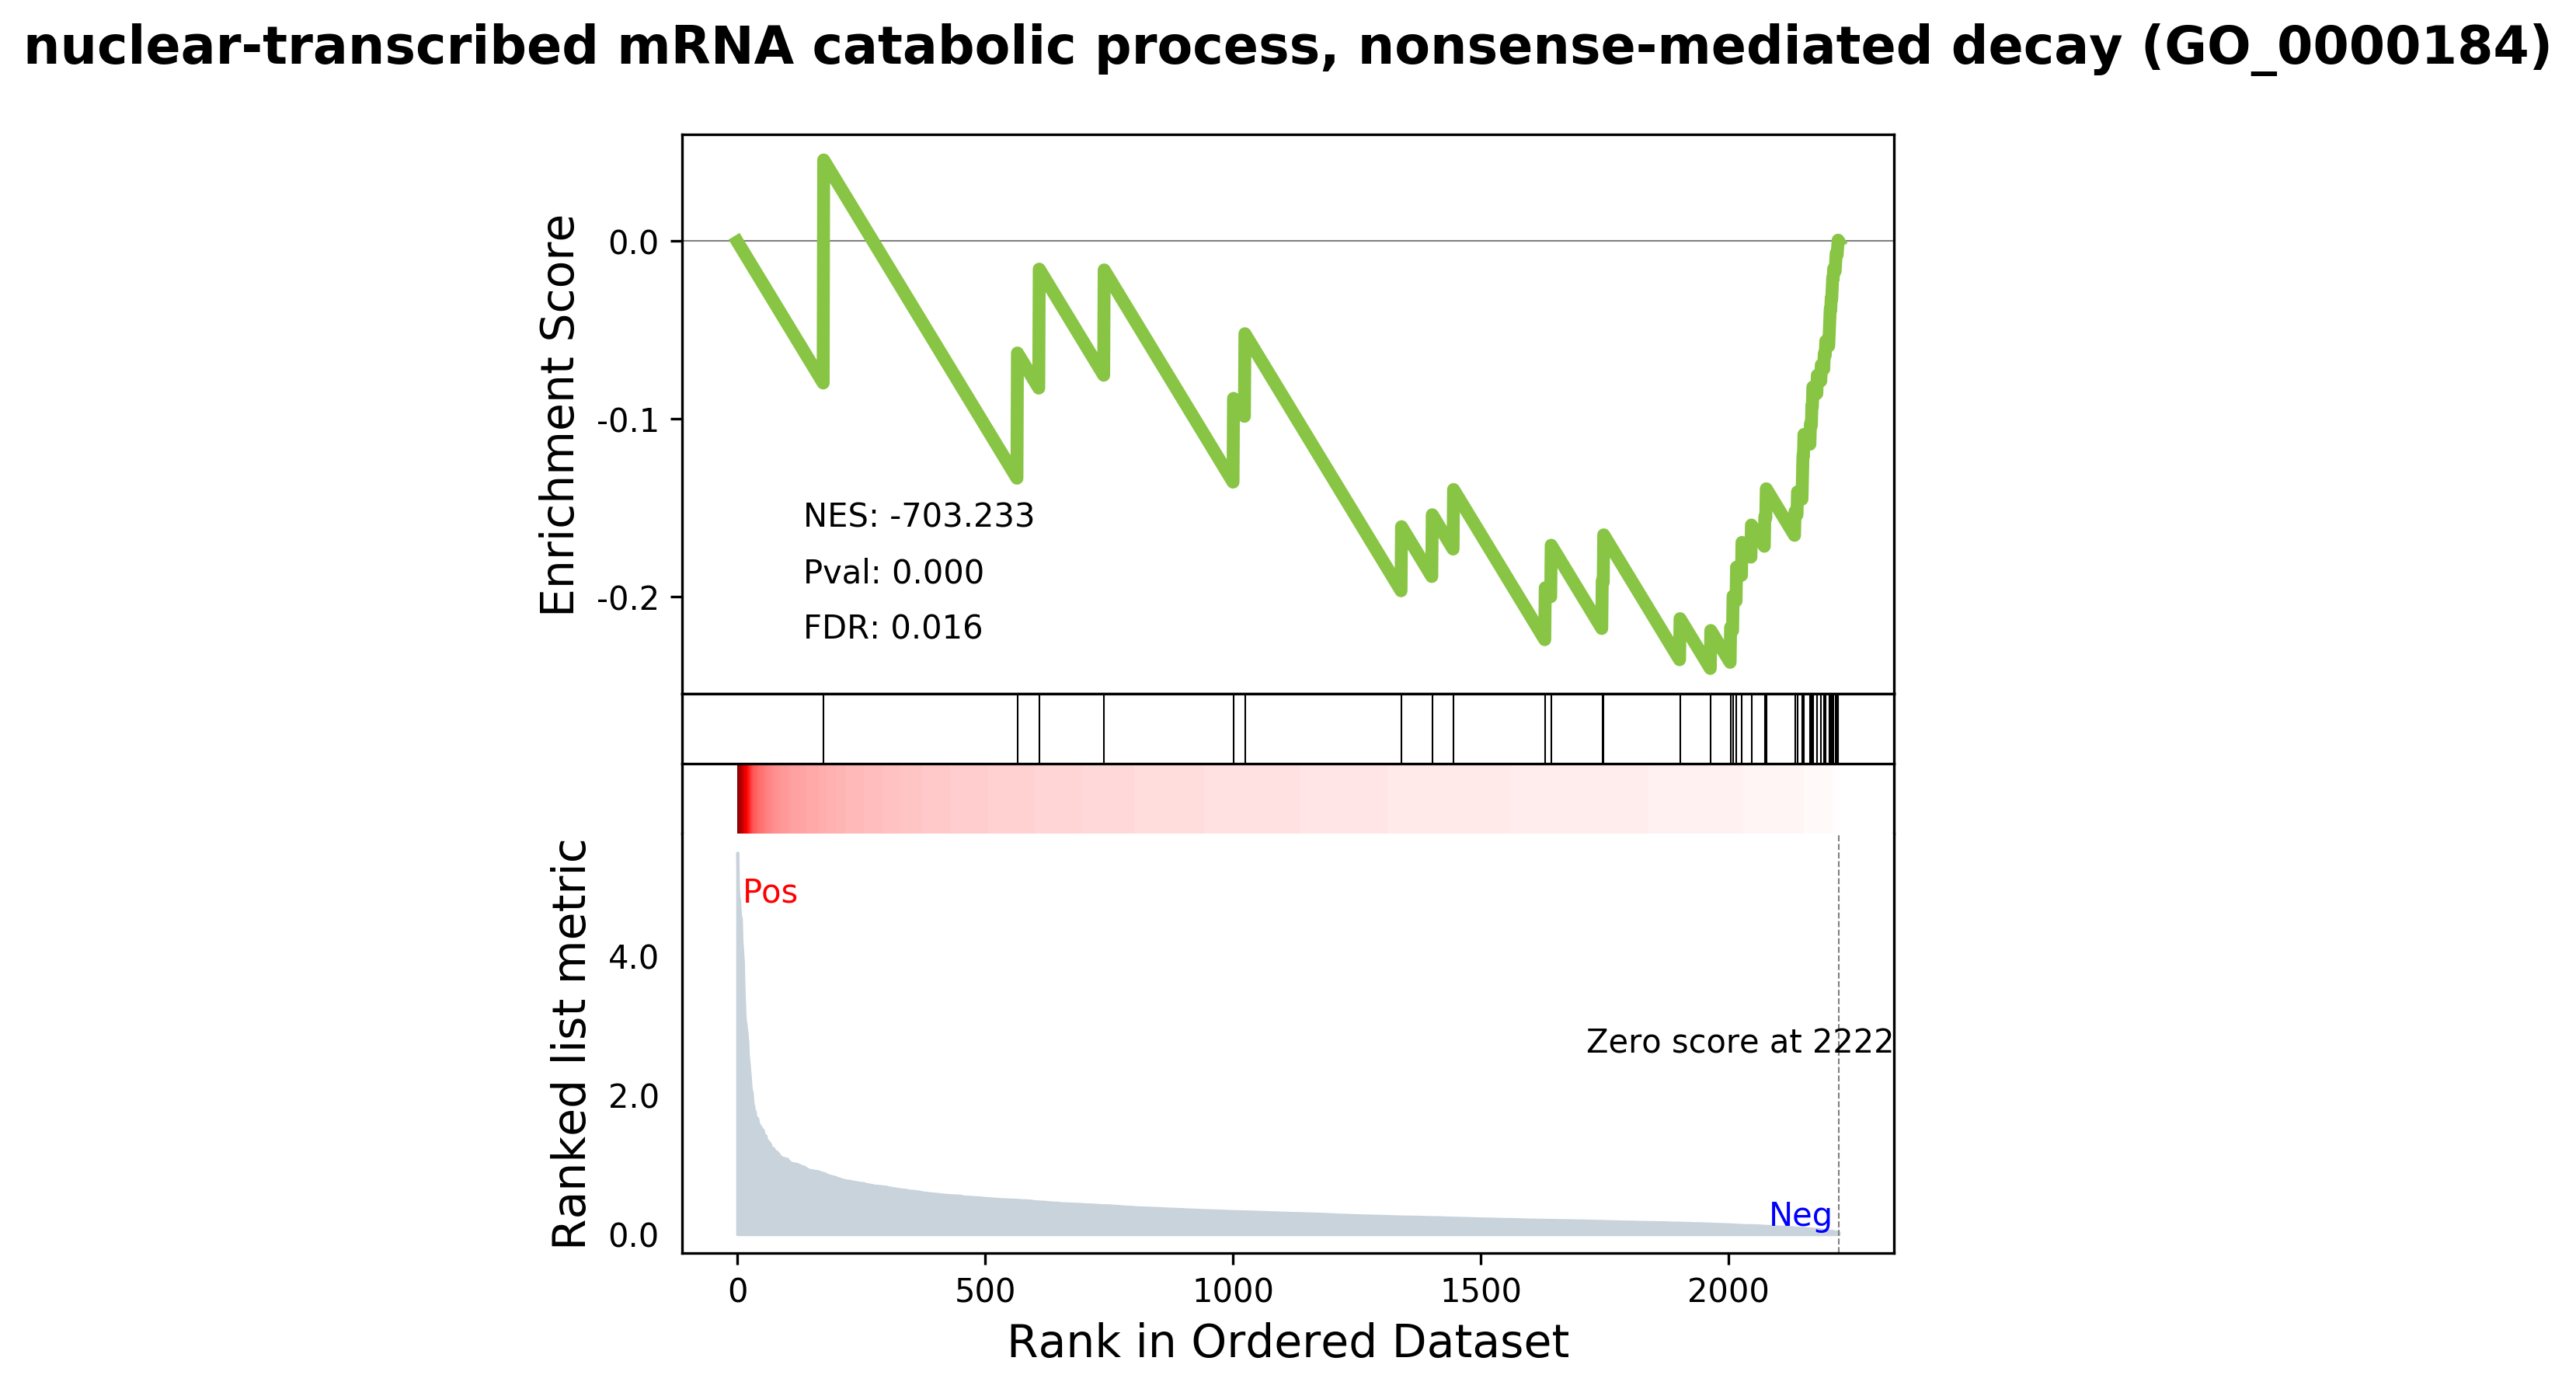 nuclear-transcribed mRNA catabolic process, nonsense-mediated decay (GO_0000184)
Enrichment Score
0.0
-0.1
-0.2
NES: -703.233
Pval: 0.000
FDR: 0.016
Ranked list metric
Pos
4.0
Zero score at 2222
2.0
Neg
0.0
0 500 1000 1500 2000
Rank in Ordered Dataset